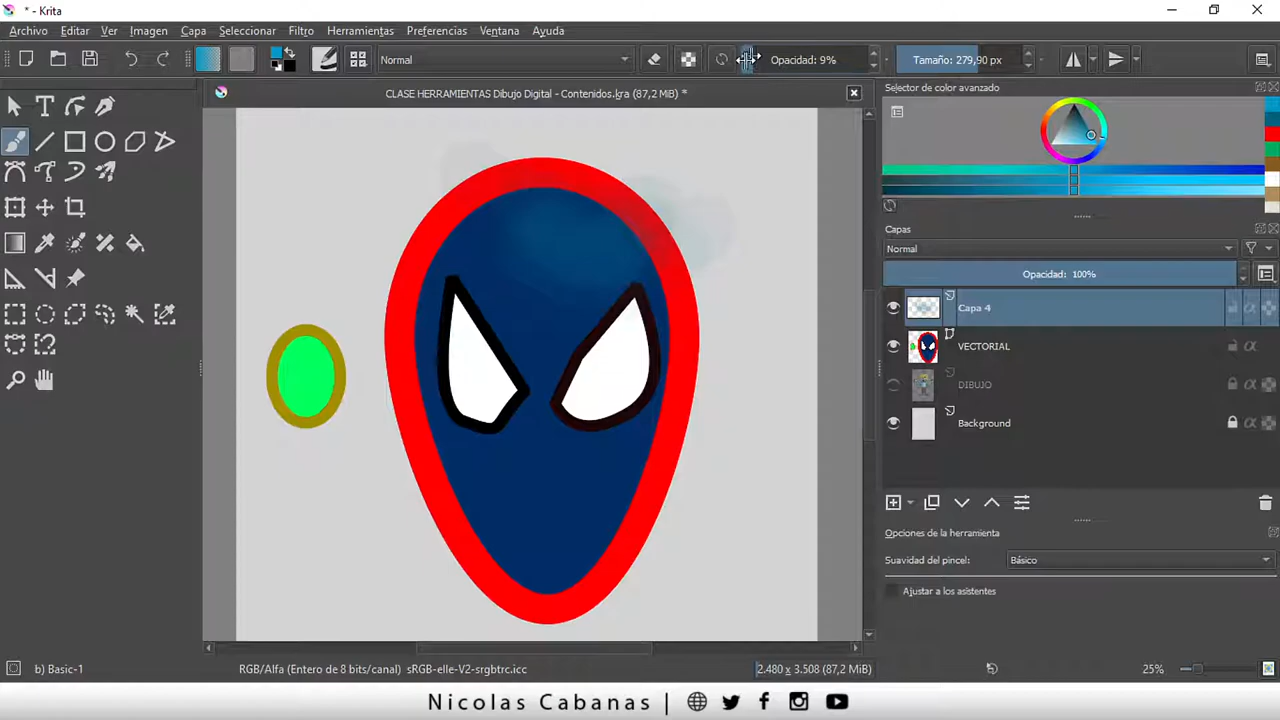 * - Krita
Archivo Editar Ver Imagen Capa Seleccionar Filtro Herramientas Preferencias Ventana Ayuda
Normal
Opacidad: 9%
Tamaño: 279,90 px
CLASE HERRAMIENTAS Dibujo Digital - Contenidos.kra (87,2 MiB) *
Selector de color avanzado
Capas
Normal
Opacidad: 100%
Capa 4
VECTORIAL
DIBUJO
Background
Opciones de la herramienta
Suavidad del pincel: Básico
Ajustar a los asistentes
b) Basic-1
RGB/Alfa (Entero de 8 bits/canal) sRGB-elle-V2-srgbtrc.icc
2.480 x 3.508 (87,2 MiB)
25%
Nicolas Cabanas |